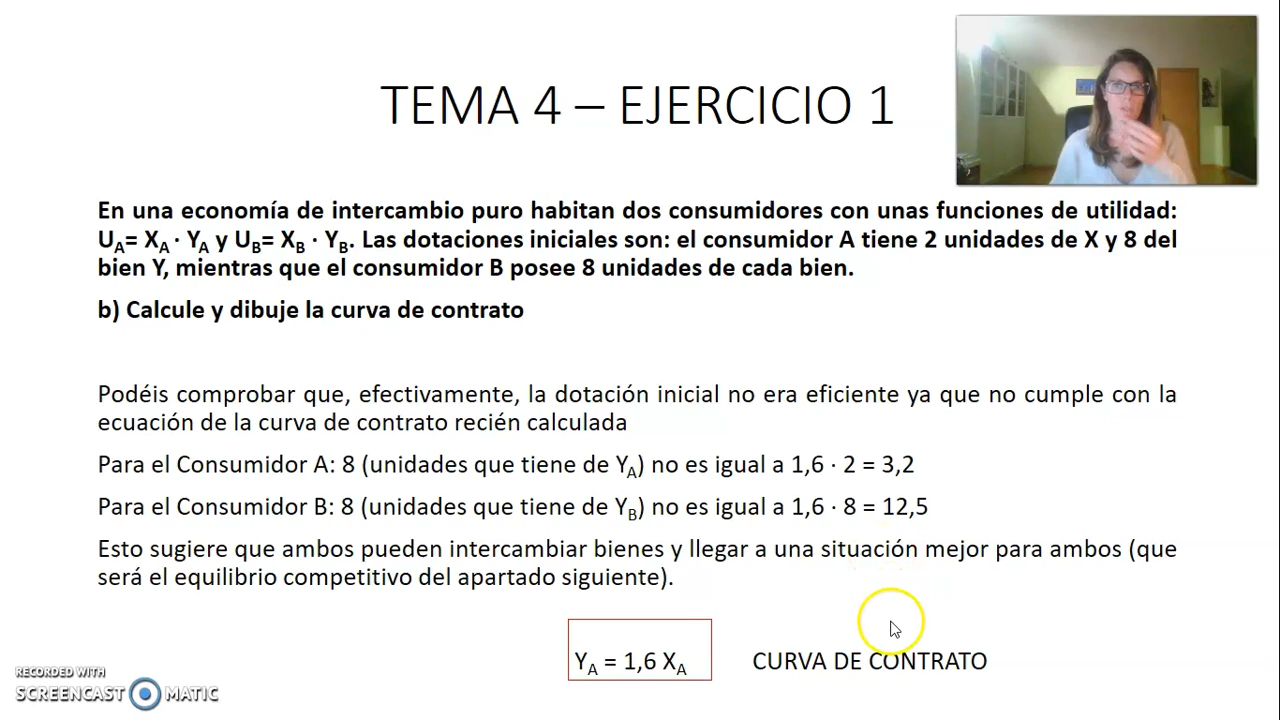 TEMA 4 – EJERCICIO 1
En una economía de intercambio puro habitan dos consumidores con unas funciones de utilidad:
UA= XA · YA y UB= XB · YB. Las dotaciones iniciales son: el consumidor A tiene 2 unidades de X y 8 del
bien Y, mientras que el consumidor B posee 8 unidades de cada bien.
b) Calcule y dibuje la curva de contrato
Podéis comprobar que, efectivamente, la dotación inicial no era eficiente ya que no cumple con la
ecuación de la curva de contrato recién calculada
Para el Consumidor A: 8 (unidades que tiene de YA) no es igual a 1,6 · 2 = 3,2
Para el Consumidor B: 8 (unidades que tiene de YB) no es igual a 1,6 · 8 = 12,5
Esto sugiere que ambos pueden intercambiar bienes y llegar a una situación mejor para ambos (que
será el equilibrio competitivo del apartado siguiente).
YA = 1,6 XA CURVA DE CONTRATO
RECORDED WITH
SCREENCAST MATIC